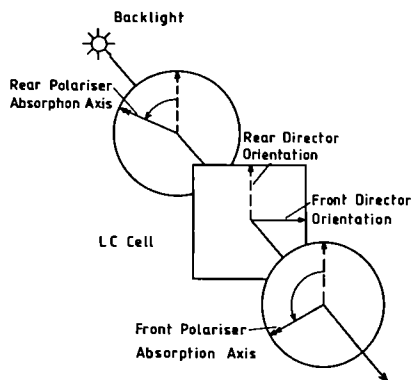 Backlight
Rear Polariser
Absorphon Axis
Rear Director
Orientation
Front Director
Orientation
LC Cell
Front Polariser
Absorption Axis